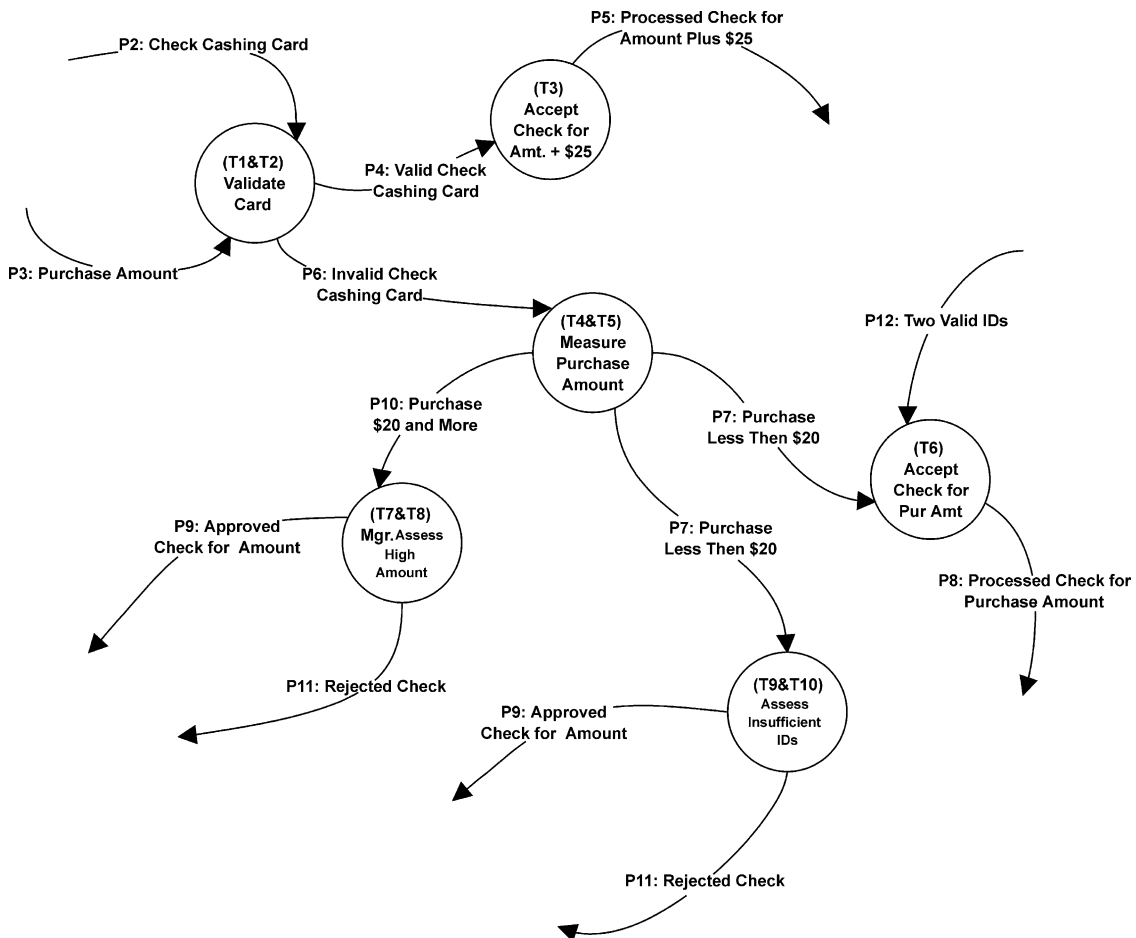 P5: Processed Check for
Amount Plus $25
P2: Check Cashing Card
(T3)
Accept
Check for
Amt. + $25
(T1&T2)
Validate
Card
P4: Valid Check
Cashing Card
P3: Purchase Amount
P6: Invalid Check
Cashing Card
(T4&T5)
Measure
Purchase
Amount
P12: Two Valid IDs
P10: Purchase
$20 and More
P7: Purchase
Less Then $20
(T6)
Accept
Check for
Pur Amt
P9: Approved
Check for Amount
(T7&T8)
Mgr. Assess
High
Amount
P7: Purchase
Less Then $20
P8: Processed Check for
Purchase Amount
P11: Rejected Check
P9: Approved
Check for Amount
(T9&T10)
Assess
Insufficient
IDs
P11: Rejected Check